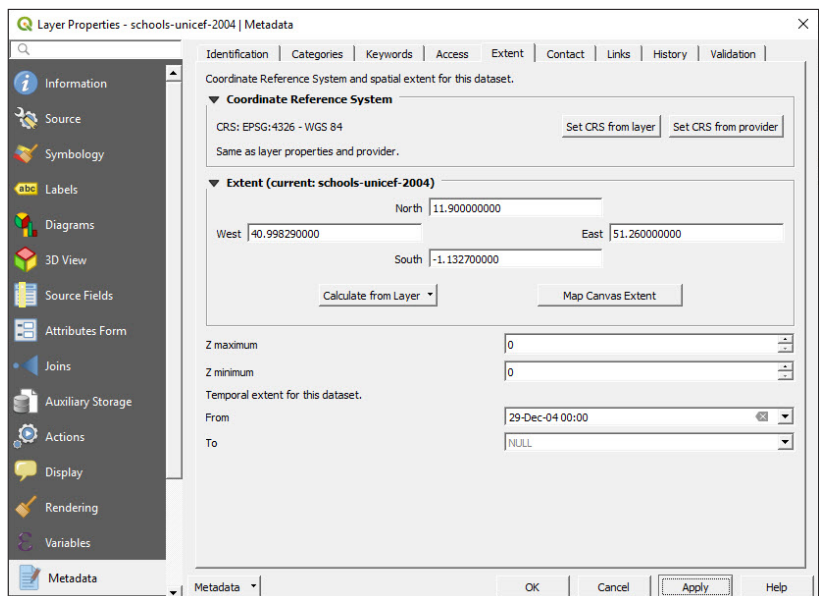 Layer Properties - schools-unicef-2004 | Metadata
Identification Categories Keywords Access Extent Contact Links History Validation
Information
Source
Symbology
abc Labels
Diagrams
3D View
Source Fields
Attributes Form
Joins
Auxiliary Storage
Actions
Display
Rendering
Variables
Metadata
Coordinate Reference System and spatial extent for this dataset.
Coordinate Reference System
CRS: EPSG:4326 - WGS 84 Set CRS from layer Set CRS from provider
Same as layer properties and provider.
Extent (current: schools-unicef-2004)
North 11.900000000
West 40.998290000 East 51.260000000
South -1.132700000
Calculate from Layer Map Canvas Extent
Z maximum 0
Z minimum 0
Temporal extent for this dataset.
From 29-Dec-04 00:00
To NULL
Metadata OK Cancel Apply Help